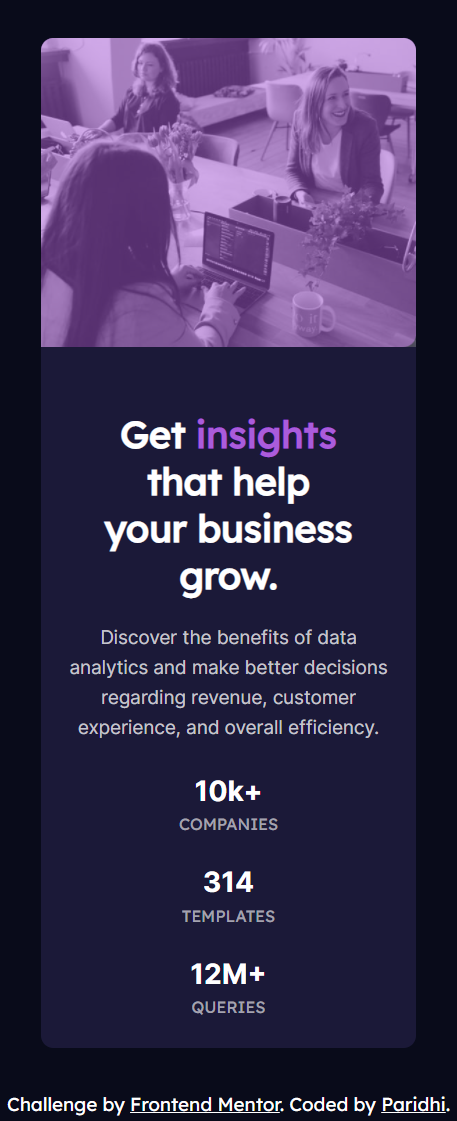 Get insights
that help
your business
grow.
Discover the benefits of data
analytics and make better decisions
regarding revenue, customer
experience, and overall efficiency.
10k+
COMPANIES
314
TEMPLATES
12M+
QUERIES
Challenge by Frontend Mentor. Coded by Paridhi.